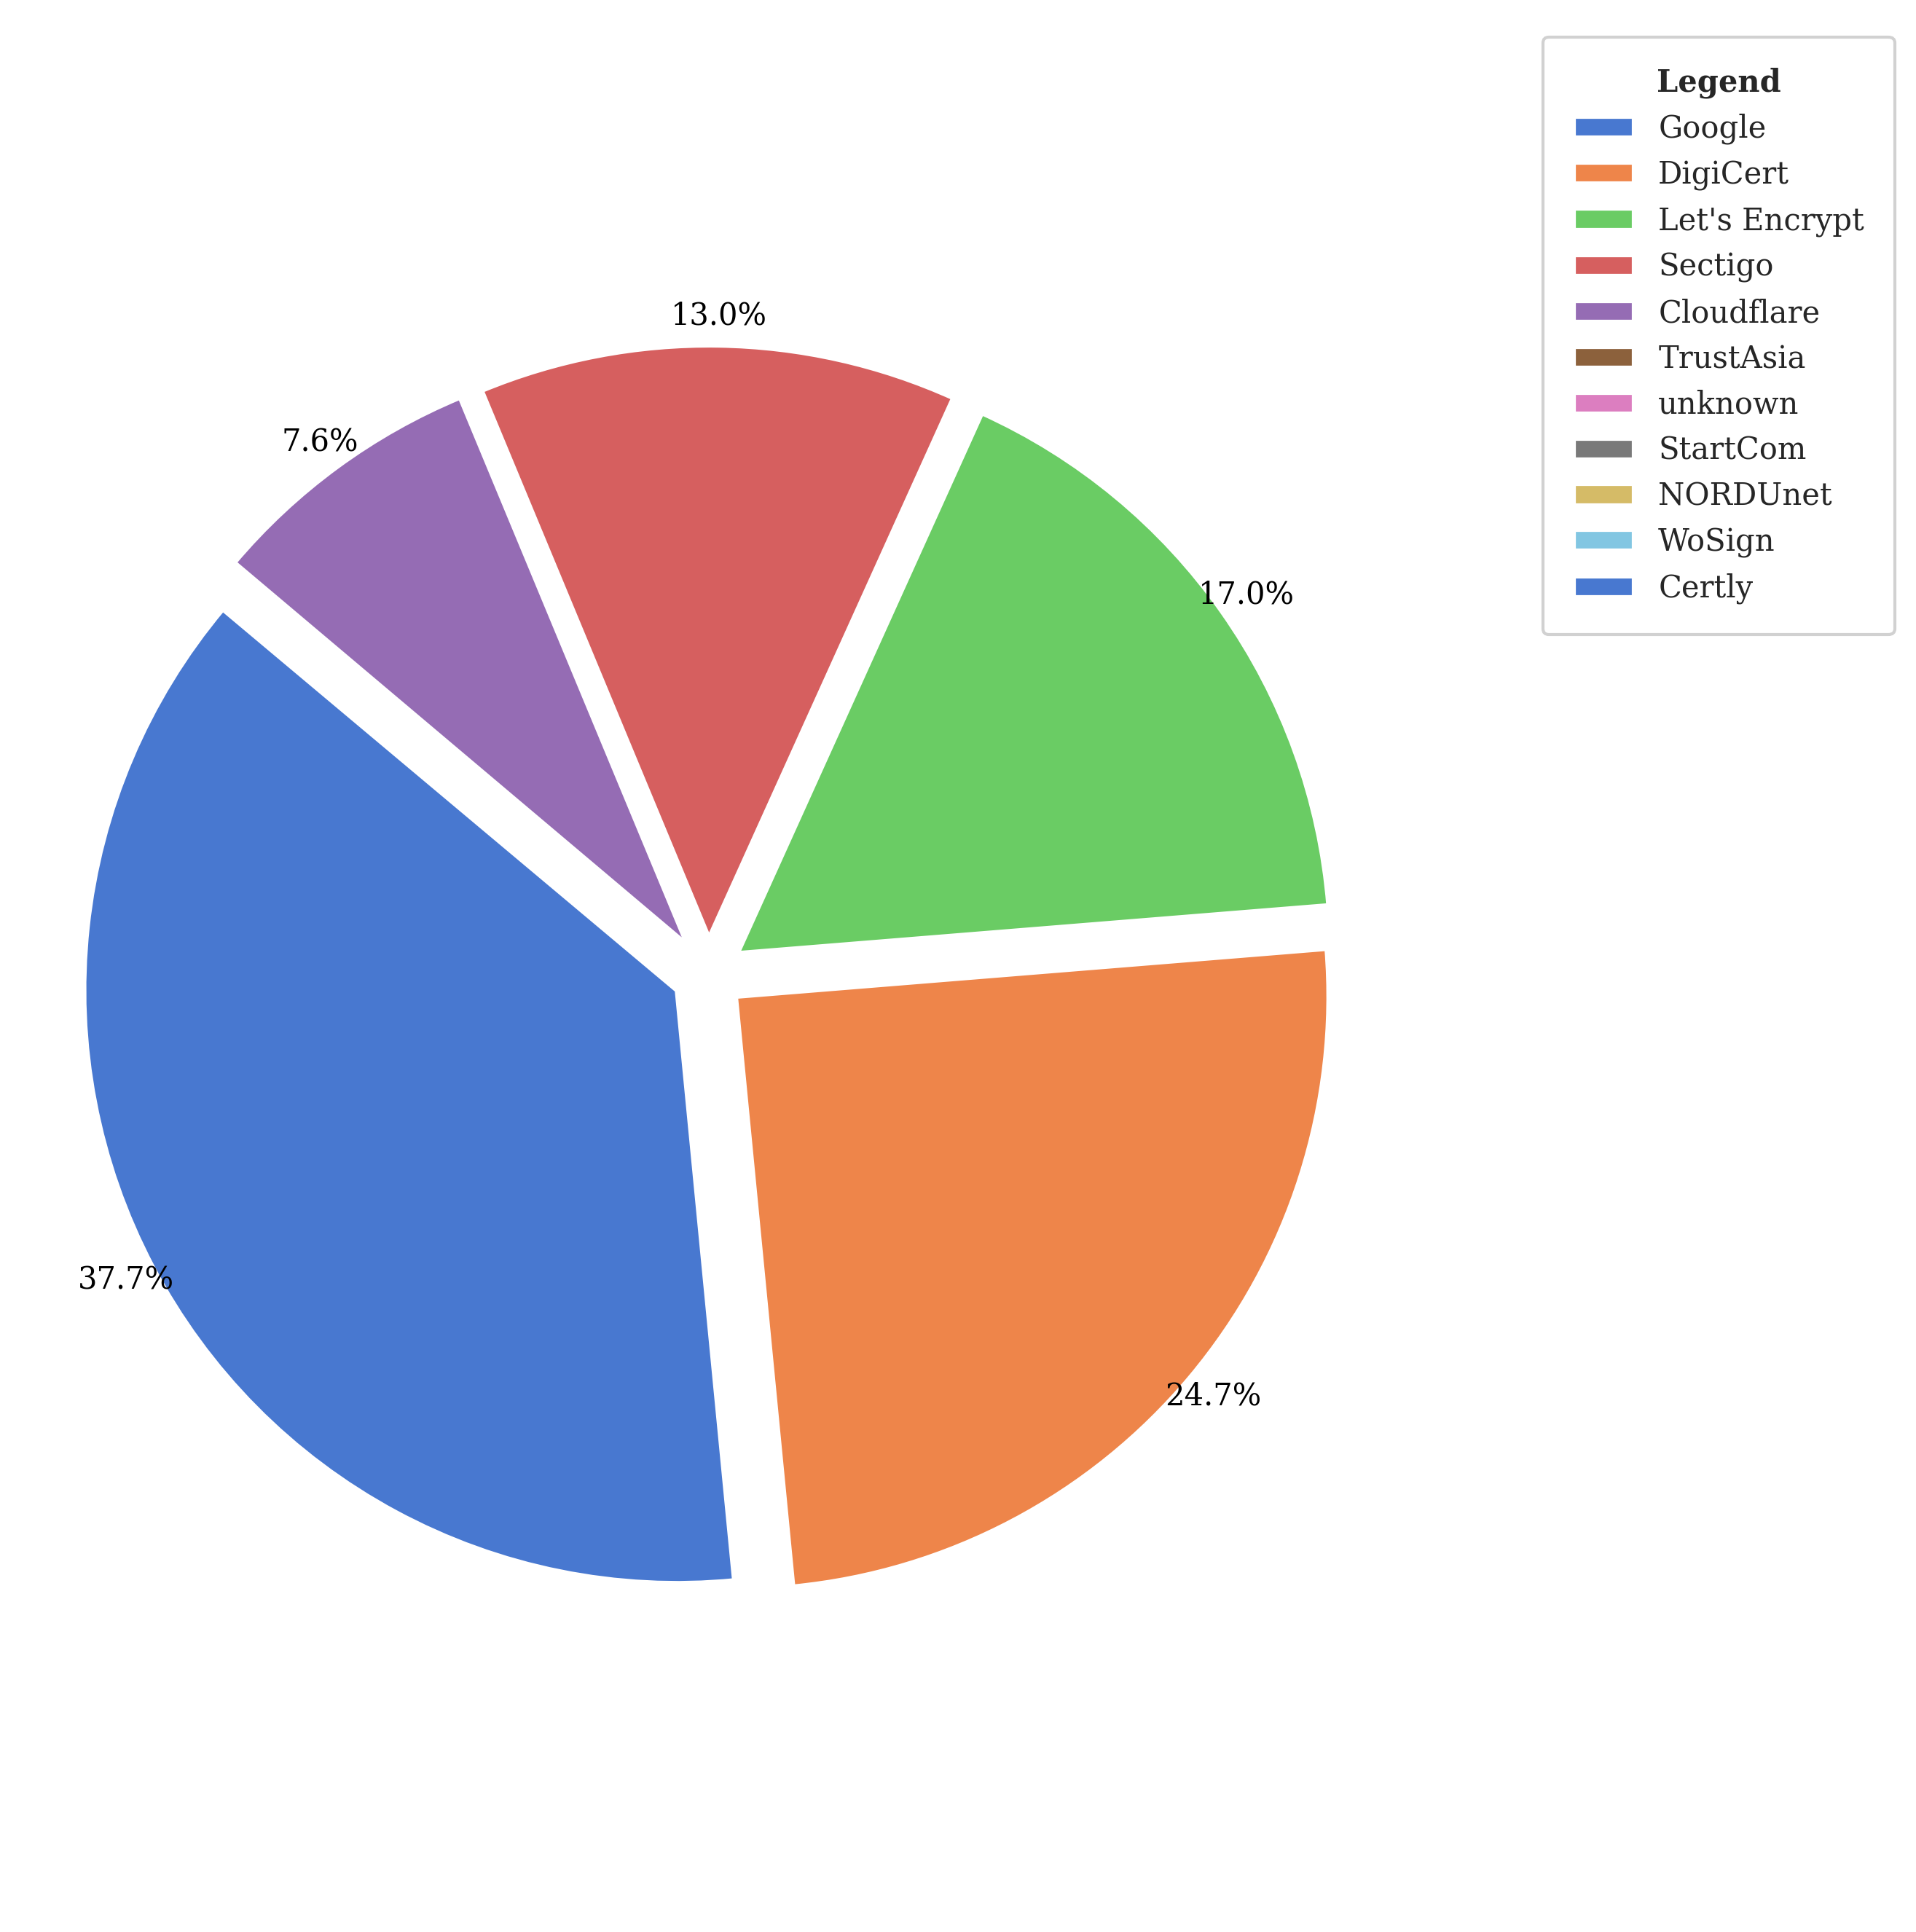 Legend
Google
DigiCert
Let's Encrypt
Sectigo
Cloudflare
TrustAsia
unknown
StartCom
NORDUnet
WoSign
Certly
13.0%
7.6%
17.0%
37.7%
24.7%